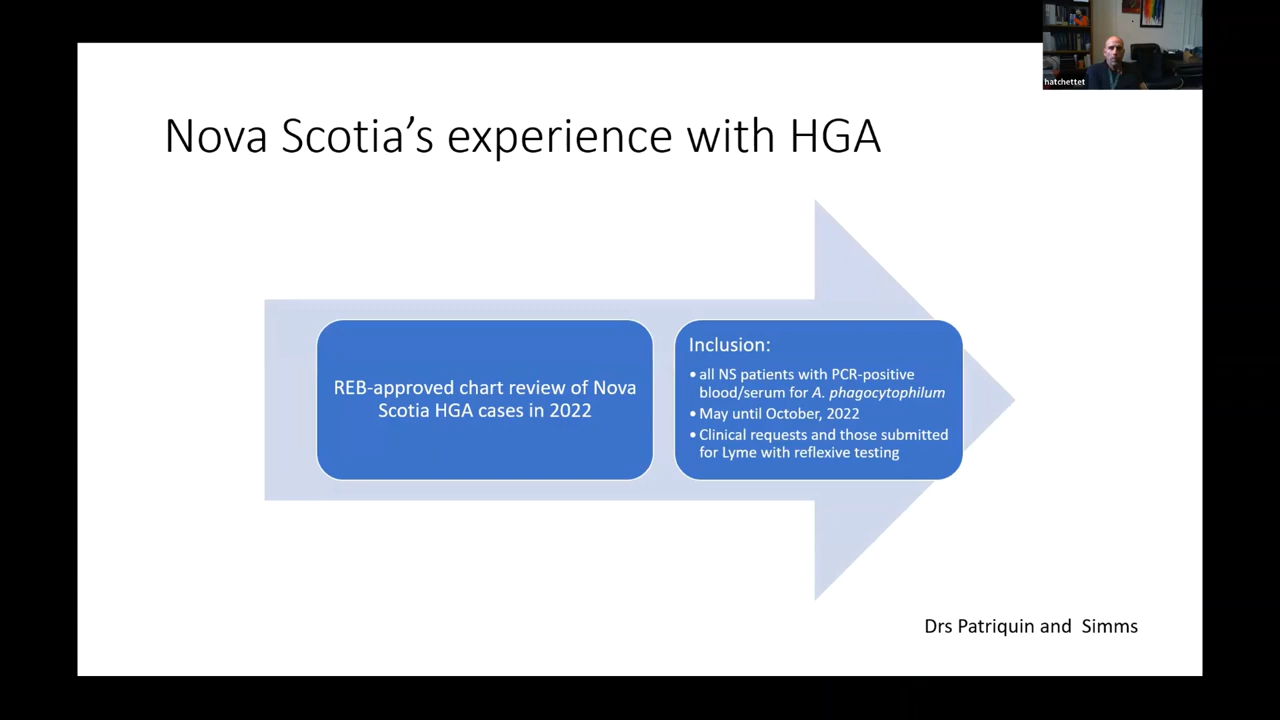 hatchettet
Nova Scotia's experience with HGA
REB-approved chart review of Nova
Scotia HGA cases in 2022
Inclusion:
• all NS patients with PCR-positive
blood/serum for A. phagocytophilum
• May until October, 2022
• Clinical requests and those submitted
for Lyme with reflexive testing
Drs Patriquin and Simms